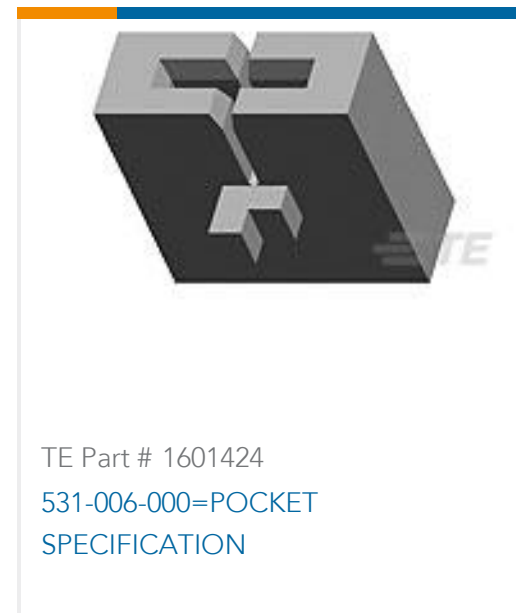 TE
TE Part # 1601424
531-006-000=POCKET
SPECIFICATION